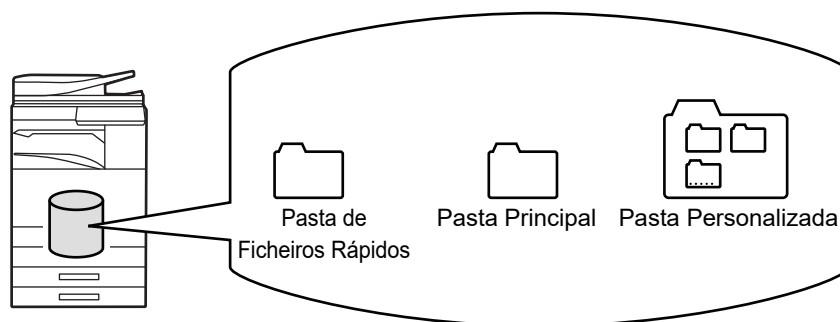 Pasta de
Ficheiros Rápidos
Pasta Principal
Pasta Personalizada